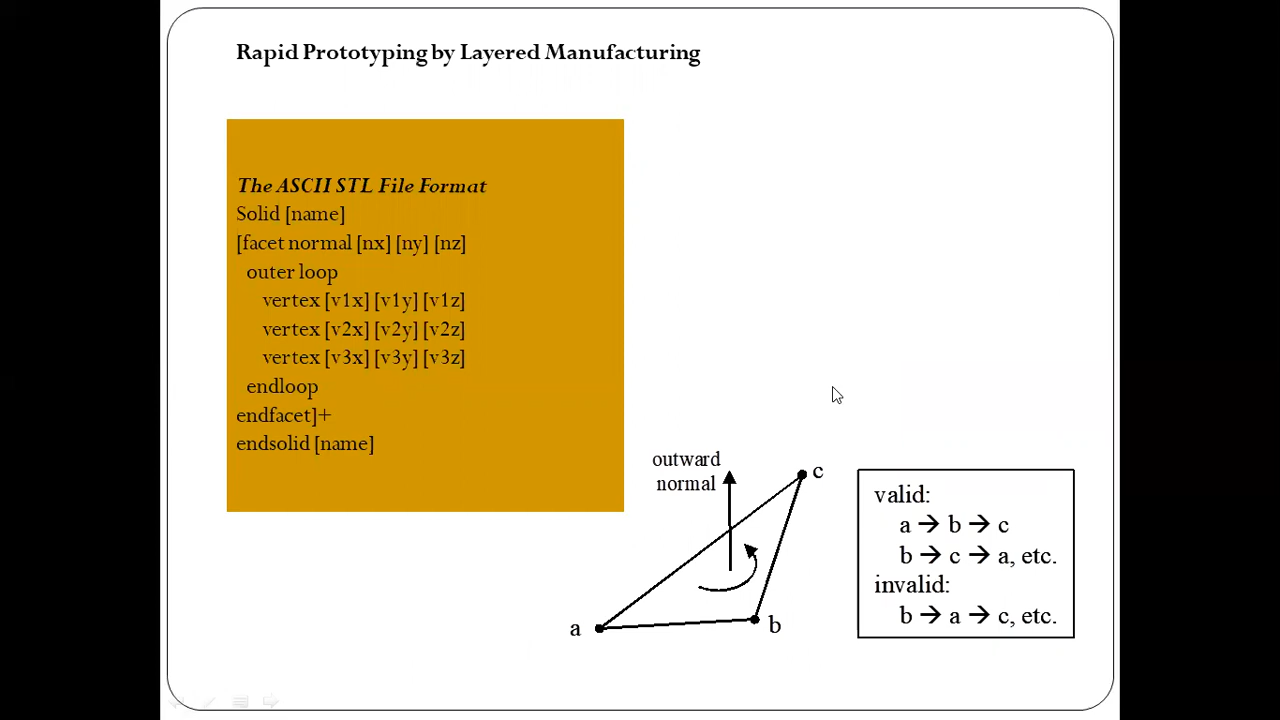 Rapid Prototyping by Layered Manufacturing
The ASCII STL File Format
Solid [name]
[facet normal [nx] [ny] [nz]
outer loop
vertex [v1x] [v1y] [v1z]
vertex [v2x] [v2y] [v2z]
vertex [v3x] [v3y] [v3z]
endloop
endfacet]+
endsolid [name]
outward
normal
c
a
b
valid:
a → b → c
b → c → a, etc.
invalid:
b → a → c, etc.